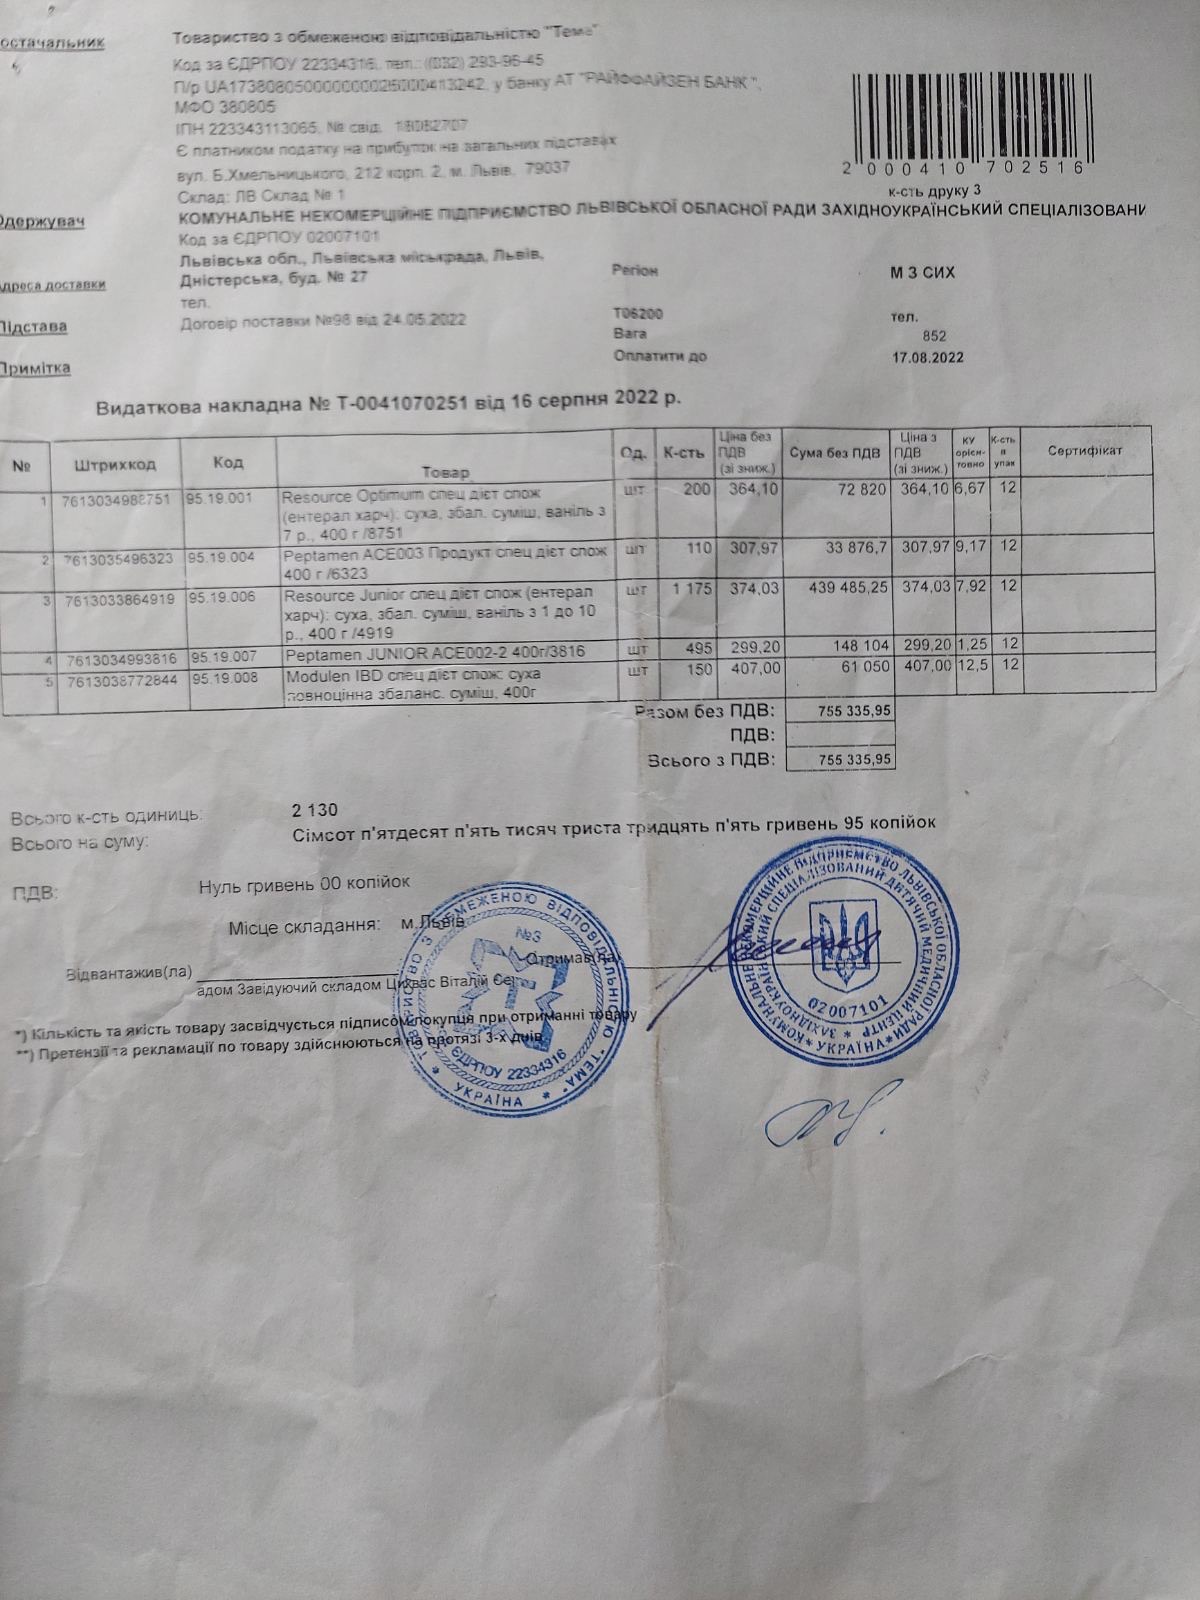 остачальник
Товариство з обмеженою відповідальністю "Тема"
Код за ЄДРПОУ 22334316, тел.: (032) 293-96-45
П/р UA173808050000000026000413242, у банку АТ "РАЙФФАЙЗЕН БАНК ",
МФО 380805
ІПН 223343113065, № свід. 18082707
Є платником податку на прибуток на загальних підставах
вул. Б.Хмельницького, 212 корп. 2, м. Львів, 79037
Склад: ЛВ Склад № 1
2 000410 702516
к-сть друку 3
Одержувач
КОМУНАЛЬНЕ НЕКОМЕРЦІЙНЕ ПІДПРИЄМСТВО ЛЬВІВСЬКОЇ ОБЛАСНОЇ РАДИ ЗАХІДНОУКРАЇНСЬКИЙ СПЕЦІАЛІЗОВАНИ
Код за ЄДРПОУ 02007101
Адреса доставки
Львівська обл., Львівська міськрада, Львів,
Дністерська, буд. № 27
тел.
Регіон М З СИХ
Підстава
Договір поставки №98 від 24.05.2022
Т06200 тел.
Вага 852
Оплатити до 17.08.2022
Примітка
Видаткова накладна № Т-0041070251 від 16 серпня 2022 р.
№ Штрихкод Код Товар Од. К-сть Ціна без ПДВ (зі зниж.) Сума без ПДВ Ціна з ПДВ (зі зниж.) КУ орієн-товно К-сть в упак Сертифікат
1 7613034988751 95.19.001 Resource Optimum спец дієт спож шт 200 364,10 72 820 364,10 6,67 12
(ентерал харч): суха, збал. суміш, ваніль з
7 р., 400 г /8751
2 7613035496323 95.19.004 Peptamen ACE003 Продукт спец дієт спож шт 110 307,97 33 876,7 307,97 9,17 12
400 г /6323
3 7613033864919 95.19.006 Resource Junior спец дієт спож (ентерал шт 1 175 374,03 439 485,25 374,03 7,92 12
харч): суха, збал. суміш, ваніль з 1 до 10
р., 400 г /4919
4 7613034993816 95.19.007 Peptamen JUNIOR ACE002-2 400г/3816 шт 495 299,20 148 104 299,20 1,25 12
5 7613038772844 95.19.008 Modulen IBD спец дієт спож: суха шт 150 407,00 61 050 407,00 12,5 12
повноцінна збаланс. суміш, 400г
Разом без ПДВ: 755 335,95
ПДВ:
Всього з ПДВ: 755 335,95
Всього к-сть одиниць: 2 130
Всього на суму: Сімсот п'ятдесят п'ять тисяч триста тридцять п'ять гривень 95 копійок
ПДВ: Нуль гривень 00 копійок
Місце складання: м.Львів
Відвантажив(ла) Отримав(ла)
адом Завідуючий складом Цихвас Віталій Єєг
*) Кількість та якість товару засвідчується підписом покупця при отриманні товару
**) Претензії та рекламації по товару здійснюються на протязі 3-х днів.
ТОВАРИСТВО З ОБМЕЖЕНОЮ ВІДПОВІДАЛЬНІСТЮ "ТЕМА"
№3
ЄДРПОУ 22334316
* УКРАЇНА *
КОМУНАЛЬНЕ НЕКОМЕРЦІЙНЕ ПІДПРИЄМСТВО ЛЬВІВСЬКОЇ ОБЛАСНОЇ РАДИ
ЗАХІДНОУКРАЇНСЬКИЙ СПЕЦІАЛІЗОВАНИЙ ДИТЯЧИЙ МЕДИЧНИЙ ЦЕНТР
02007101
* УКРАЇНА *